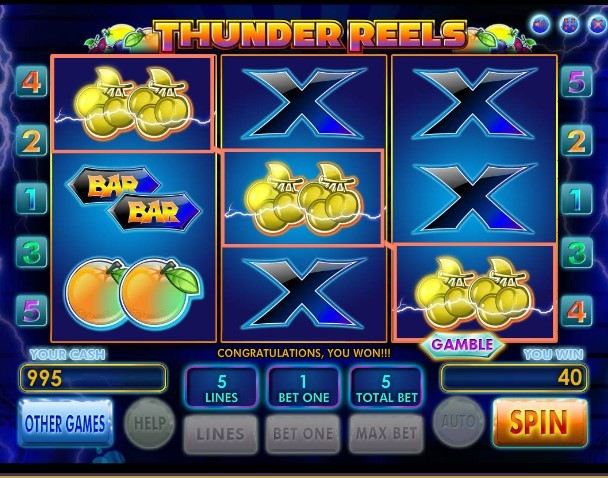 THUNDER REELS
4 5
2 2
BAR
BAR
1 1
3 3
5 4
GAMBLE
YOUR CASH CONGRATULATIONS, YOU WON!!! YOU WIN
995 5 1 5 40
LINES BET ONE TOTAL BET
OTHER GAMES HELP LINES BET ONE MAX BET AUTO SPIN